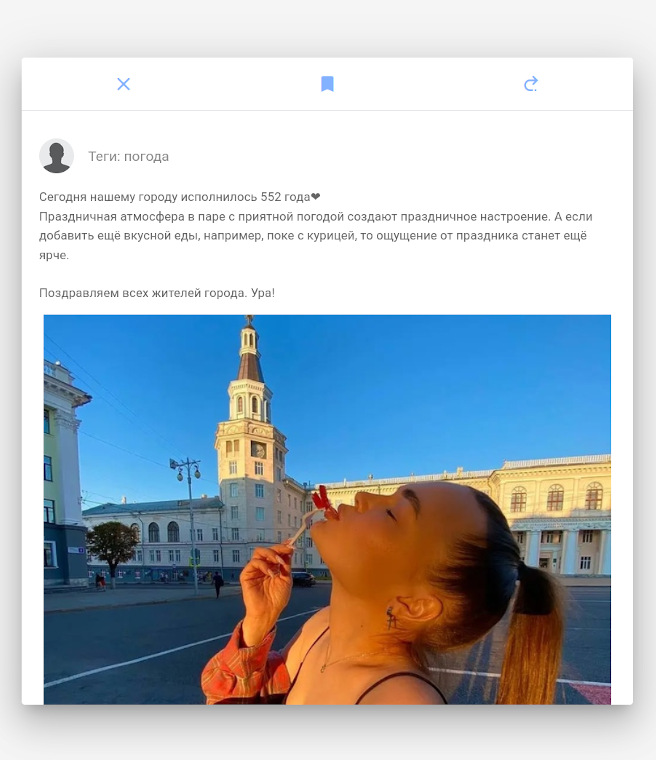 Теги: погода
Сегодня нашему городу исполнилось 552 года❤
Праздничная атмосфера в паре с приятной погодой создают праздничное настроение. А если
добавить ещё вкусной еды, например, поке с курицей, то ощущение от праздника станет ещё
ярче.
Поздравляем всех жителей города. Ура!